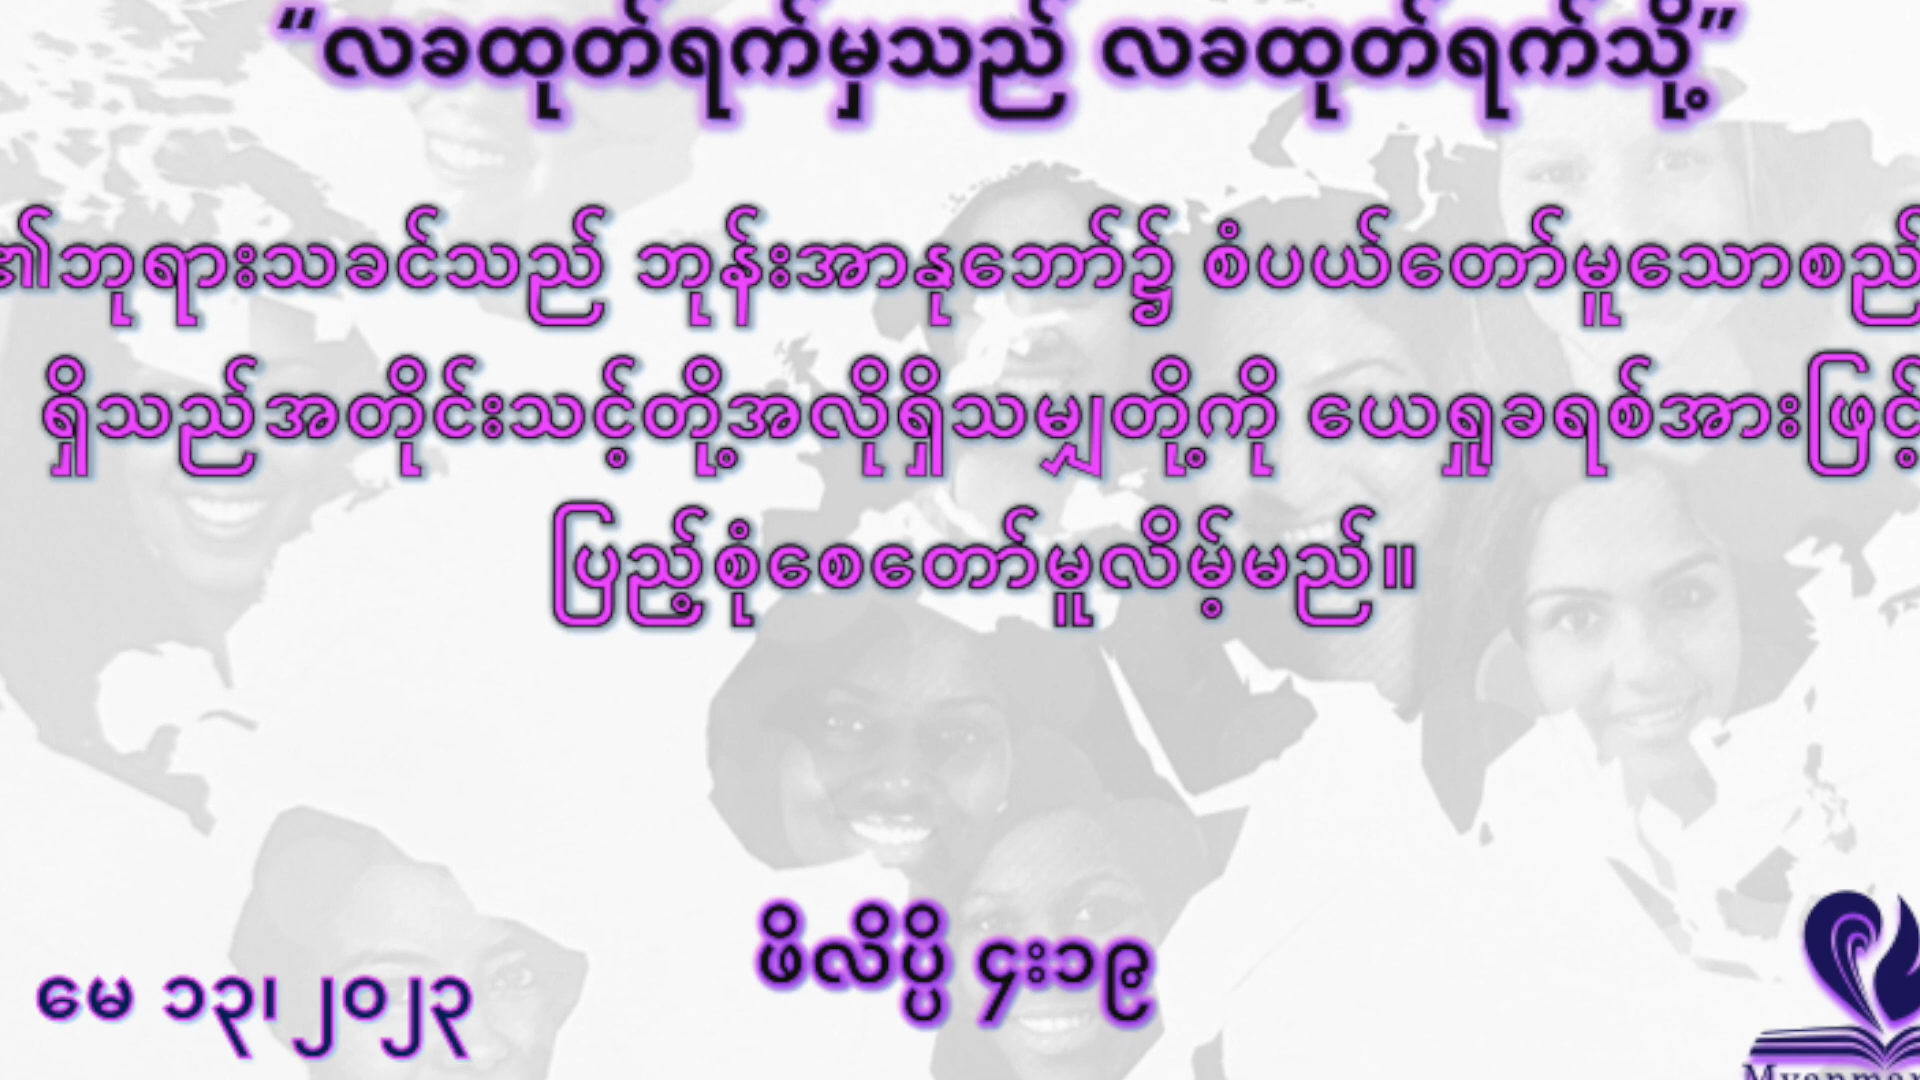 “လခထုတ်ရက်မှသည် လခထုတ်ရက်သို့”
၏ဘုရားသခင်သည် ဘုန်းအာနုဘော်၌ စံပယ်တော်မူသောစည်
ရှိသည်အတိုင်းသင့်တို့အလိုရှိသမျှတို့ကို ယေရှုခရစ်အားဖြင့်
ပြည့်စုံစေတော်မူလိမ့်မည်။
ဖိလိပ္ပိ ၄း၁၉
မေ ၁၃၊၂၀၂၃